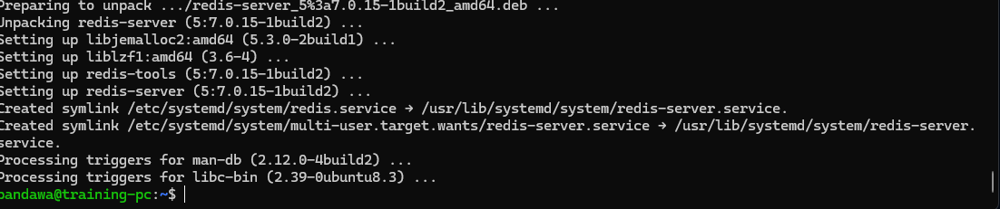 Preparing to unpack .../redis-server_5%3a7.0.15-1build2_amd64.deb ...
Unpacking redis-server (5:7.0.15-1build2) ...
Setting up libjemalloc2:amd64 (5.3.0-2build1) ...
Setting up liblzf1:amd64 (3.6-4) ...
Setting up redis-tools (5:7.0.15-1build2) ...
Setting up redis-server (5:7.0.15-1build2) ...
Created symlink /etc/systemd/system/redis.service → /usr/lib/systemd/system/redis-server.service.
Created symlink /etc/systemd/system/multi-user.target.wants/redis-server.service → /usr/lib/systemd/system/redis-server.
service.
Processing triggers for man-db (2.12.0-4build2) ...
Processing triggers for libc-bin (2.39-0ubuntu8.3) ...
pandawa@training-pc:~$